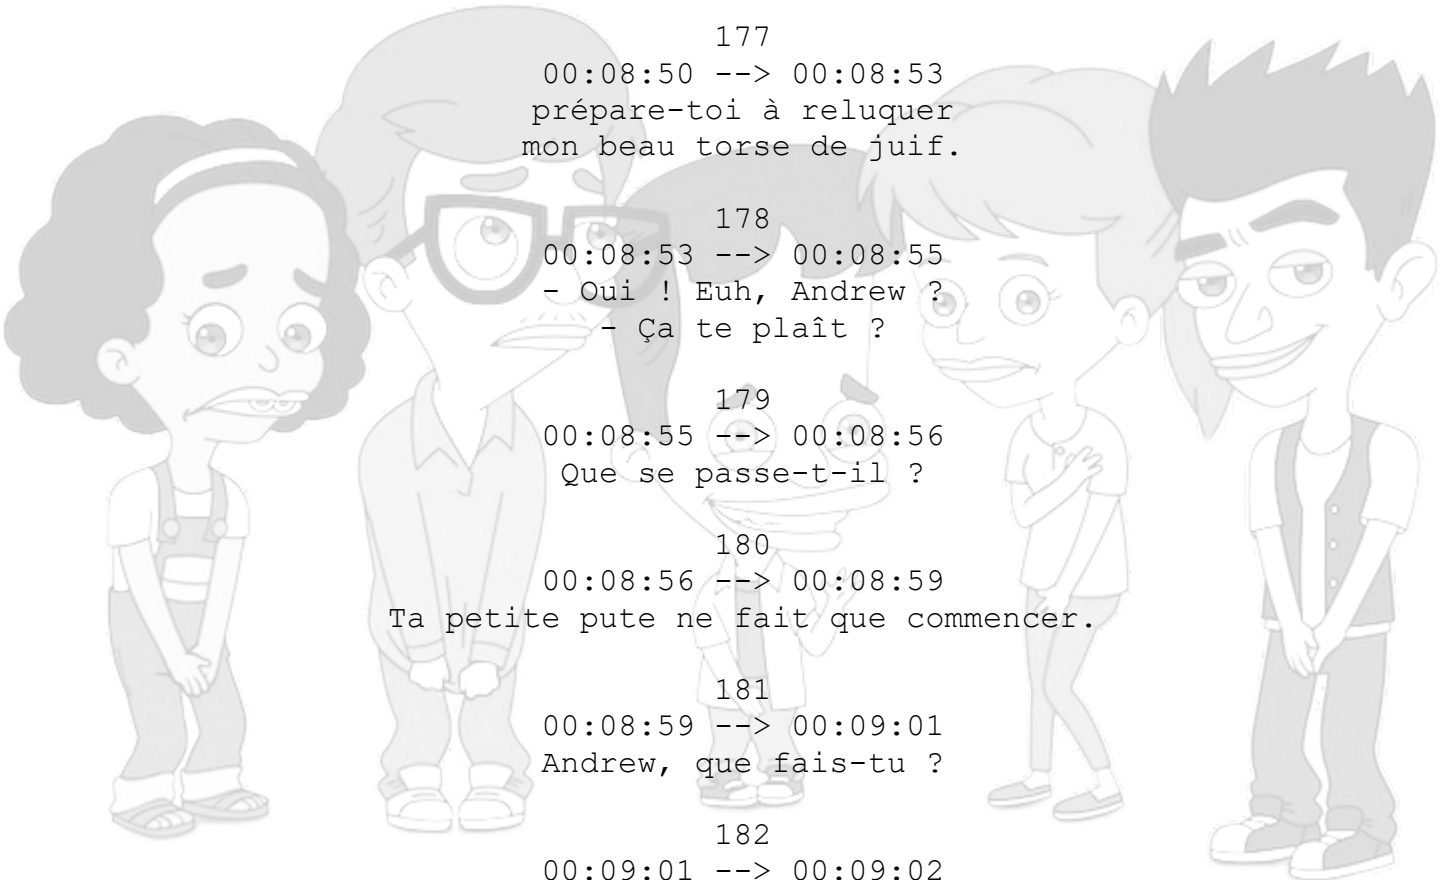 177
00:08:50 --> 00:08:53
prépare-toi à reluquer
mon beau torse de juif.
178
00:08:53 --> 00:08:55
- Oui ! Euh, Andrew ?
- Ça te plaît ?
179
00:08:55 --> 00:08:56
Que se passe-t-il ?
180
00:08:56 --> 00:08:59
Ta petite pute ne fait que commencer.
181
00:08:59 --> 00:09:01
Andrew, que fais-tu ?
182
00:09:01 --> 00:09:02